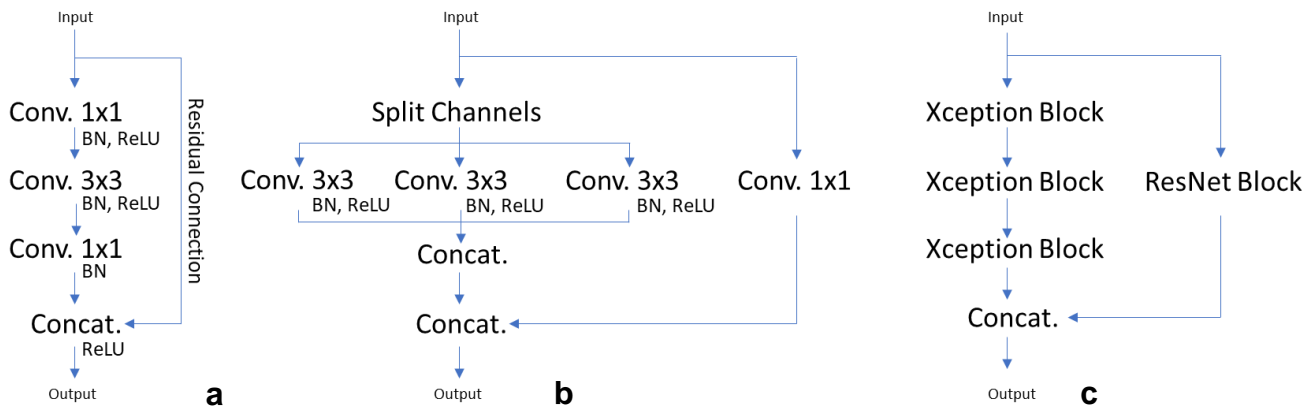 Input
Conv. 1x1
BN, ReLU
Conv. 3x3
BN, ReLU
Conv. 1x1
BN
Concat.
ReLU
Output
Residual Connection
a
Input
Split Channels
Conv. 3x3
BN, ReLU
Conv. 3x3
BN, ReLU
Conv. 3x3
BN, ReLU
Conv. 1x1
Concat.
Concat.
Output
b
Input
Xception Block
Xception Block
Xception Block
ResNet Block
Concat.
Output
c